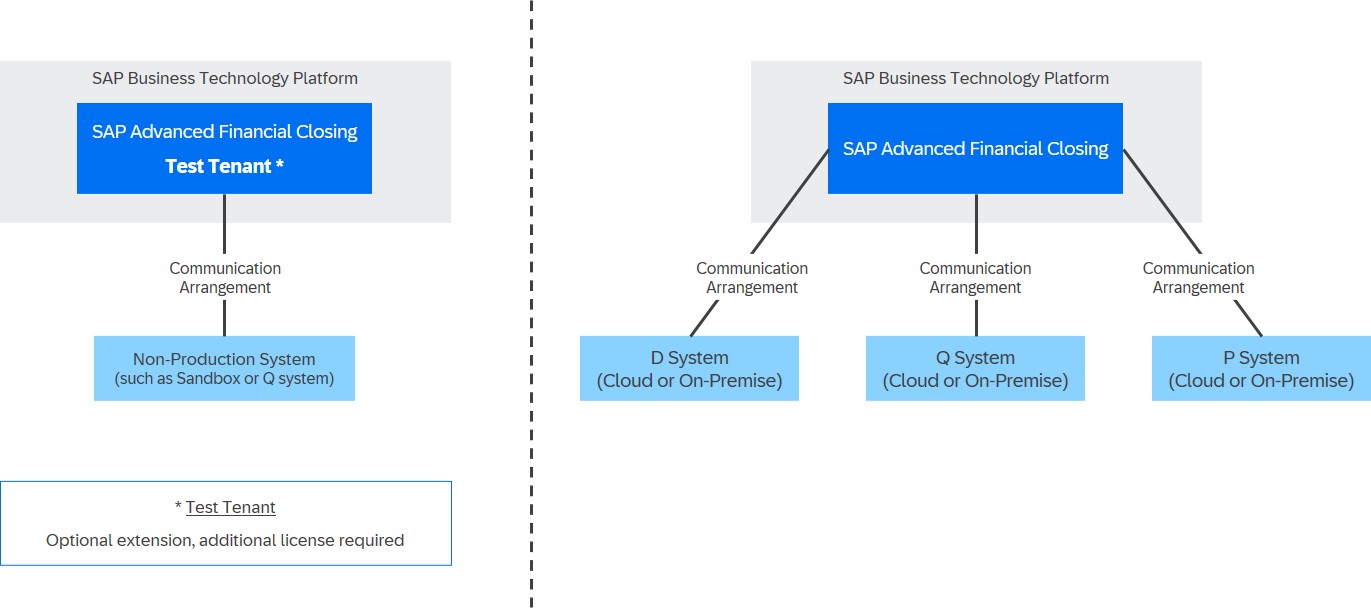 SAP Business Technology Platform
SAP Advanced Financial Closing
Test Tenant *
Communication
Arrangement
Non-Production System
(such as Sandbox or Q system)
* Test Tenant
Optional extension, additional license required
SAP Business Technology Platform
SAP Advanced Financial Closing
Communication
Arrangement
Communication
Arrangement
Communication
Arrangement
D System
(Cloud or On-Premise)
Q System
(Cloud or On-Premise)
P System
(Cloud or On-Premise)